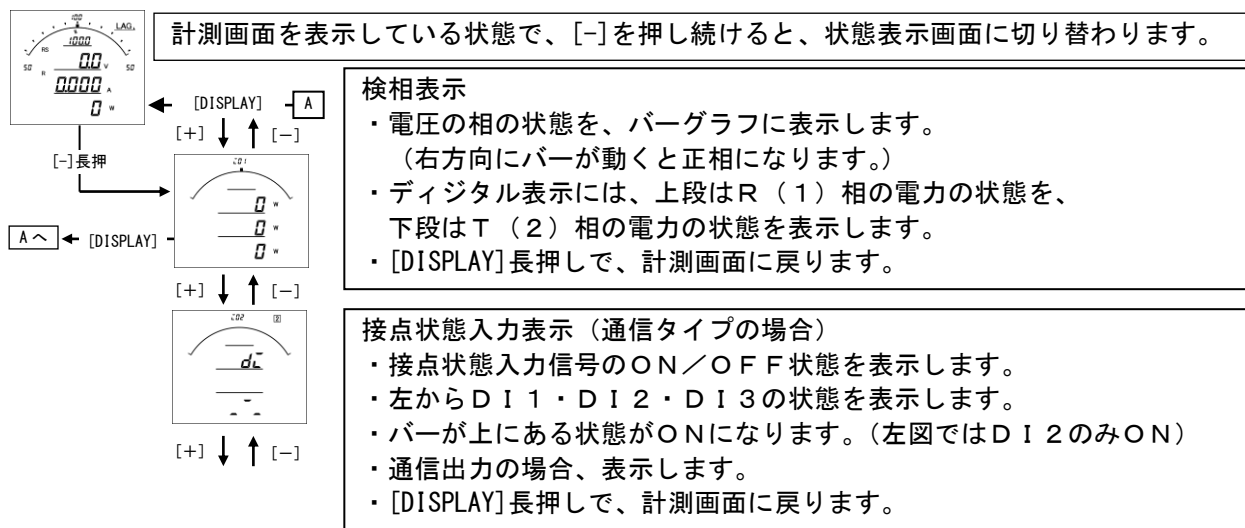 計測画面を表示している状態で、[-]を押し続けると、状態表示画面に切り替わります。
100
LAG.
%
100.0
RS
50
R
0.0 V
50
0.000 A
0 W
[DISPLAY]
A
[+]
[-]
[-]長押
C01
0 W
0 W
0 W
Aへ
[DISPLAY]
[+]
[-]
C02
2
di
[+]
[-]
検相表示
・電圧の相の状態を、バーグラフに表示します。
（右方向にバーが動くと正相になります。）
・ディジタル表示には、上段はR（1）相の電力の状態を、
下段はT（2）相の電力の状態を表示します。
・[DISPLAY]長押しで、計測画面に戻ります。
接点状態入力表示（通信タイプの場合）
・接点状態入力信号のON／OFF状態を表示します。
・左からDI1・DI2・DI3の状態を表示します。
・バーが上にある状態がONになります。（左図ではDI2のみON）
・通信出力の場合、表示します。
・[DISPLAY]長押しで、計測画面に戻ります。